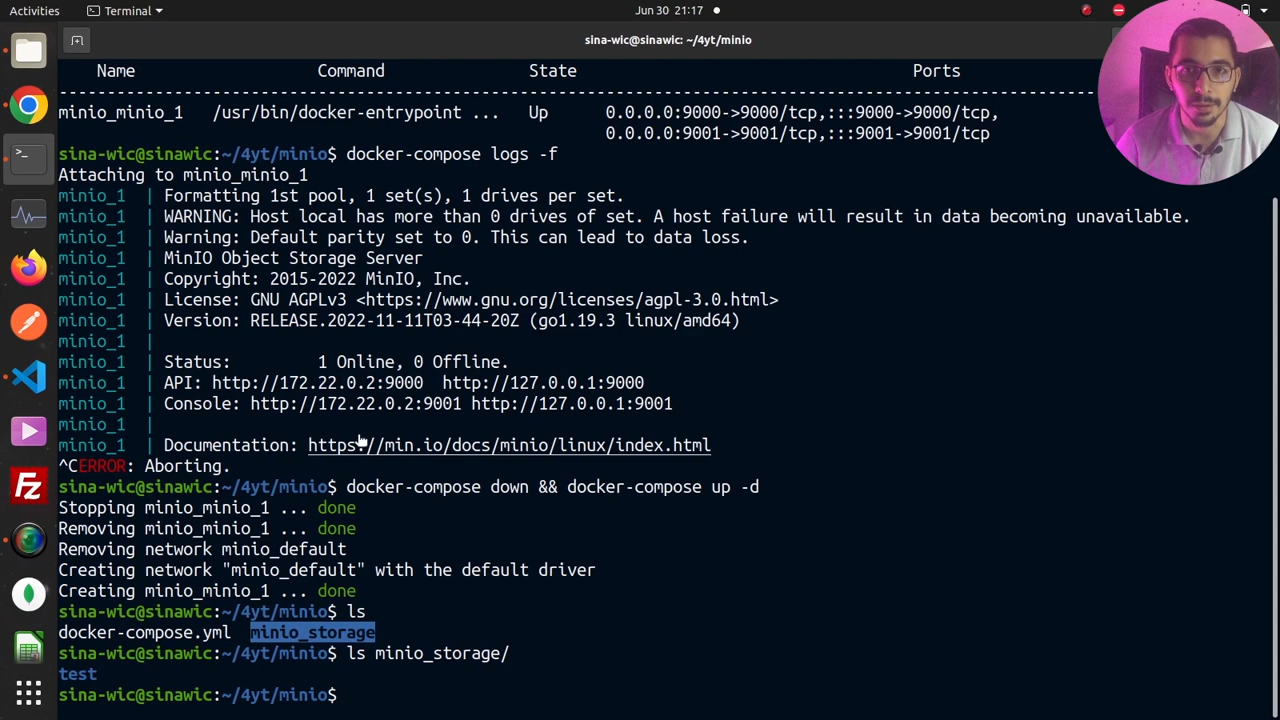 Activities
Terminal
Jun 30 21:17
sina-wic@sinawic: ~/4yt/minio
Name Command State Ports
--------------------------------------------------------------------------------------------------------------
minio_minio_1 /usr/bin/docker-entrypoint ... Up 0.0.0.0:9000->9000/tcp,:::9000->9000/tcp,
0.0.0.0:9001->9001/tcp,:::9001->9001/tcp
sina-wic@sinawic:~/4yt/minio$ docker-compose logs -f
Attaching to minio_minio_1
minio_1 | Formatting 1st pool, 1 set(s), 1 drives per set.
minio_1 | WARNING: Host local has more than 0 drives of set. A host failure will result in data becoming unavailable.
minio_1 | Warning: Default parity set to 0. This can lead to data loss.
minio_1 | MinIO Object Storage Server
minio_1 | Copyright: 2015-2022 MinIO, Inc.
minio_1 | License: GNU AGPLv3 <https://www.gnu.org/licenses/agpl-3.0.html>
minio_1 | Version: RELEASE.2022-11-11T03-44-20Z (go1.19.3 linux/amd64)
minio_1 |
minio_1 | Status: 1 Online, 0 Offline.
minio_1 | API: http://172.22.0.2:9000 http://127.0.0.1:9000
minio_1 | Console: http://172.22.0.2:9001 http://127.0.0.1:9001
minio_1 |
minio_1 | Documentation: https://min.io/docs/minio/linux/index.html
^CERROR: Aborting.
sina-wic@sinawic:~/4yt/minio$ docker-compose down && docker-compose up -d
Stopping minio_minio_1 ... done
Removing minio_minio_1 ... done
Removing network minio_default
Creating network "minio_default" with the default driver
Creating minio_minio_1 ... done
sina-wic@sinawic:~/4yt/minio$ ls
docker-compose.yml minio_storage
sina-wic@sinawic:~/4yt/minio$ ls minio_storage/
test
sina-wic@sinawic:~/4yt/minio$